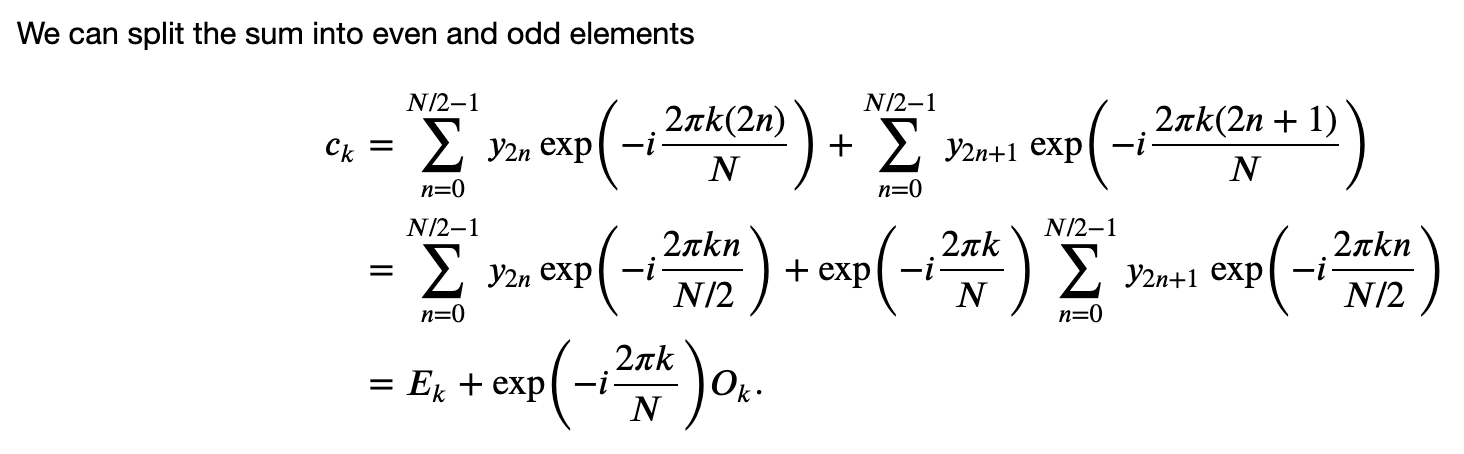 We can split the sum into even and odd elements
c_k = \sum_{n=0}^{N/2-1} y_{2n} \exp\left(-i\frac{2\pi k(2n)}{N}\right) + \sum_{n=0}^{N/2-1} y_{2n+1} \exp\left(-i\frac{2\pi k(2n+1)}{N}\right)
= \sum_{n=0}^{N/2-1} y_{2n} \exp\left(-i\frac{2\pi kn}{N/2}\right) + \exp\left(-i\frac{2\pi k}{N}\right) \sum_{n=0}^{N/2-1} y_{2n+1} \exp\left(-i\frac{2\pi kn}{N/2}\right)
= E_k + \exp\left(-i\frac{2\pi k}{N}\right) O_k.